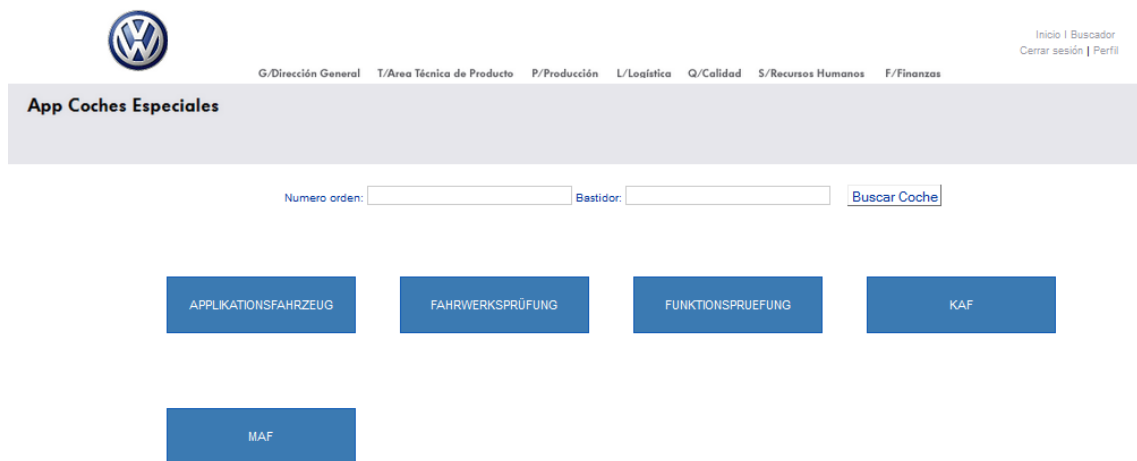 Inicio | Buscador
Cerrar sesión | Perfil
G/Dirección General T/Area Técnica de Producto P/Producción L/Logística Q/Calidad S/Recursos Humanos F/Finanzas
App Coches Especiales
Numero orden: Bastidor: Buscar Coche
APPLIKATIONSFAHRZEUG FAHRWERKSPRÜFUNG FUNKTIONSPRUEFUNG KAF
MAF